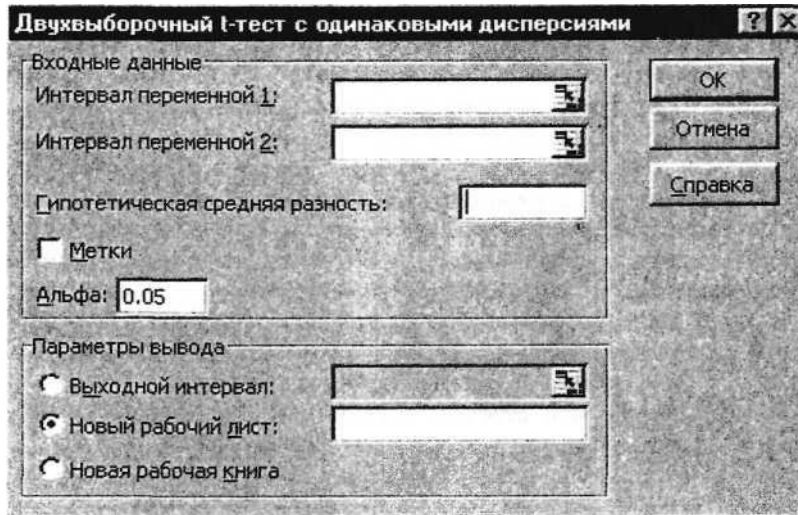 Двухвыборочный t-тест с одинаковыми дисперсиями
Входные данные
Интервал переменной 1:
Интервал переменной 2:
Гипотетическая средняя разность:
Метки
Альфа: 0.05
OK
Отмена
Справка
Параметры вывода
Выходной интервал:
Новый рабочий лист:
Новая рабочая книга